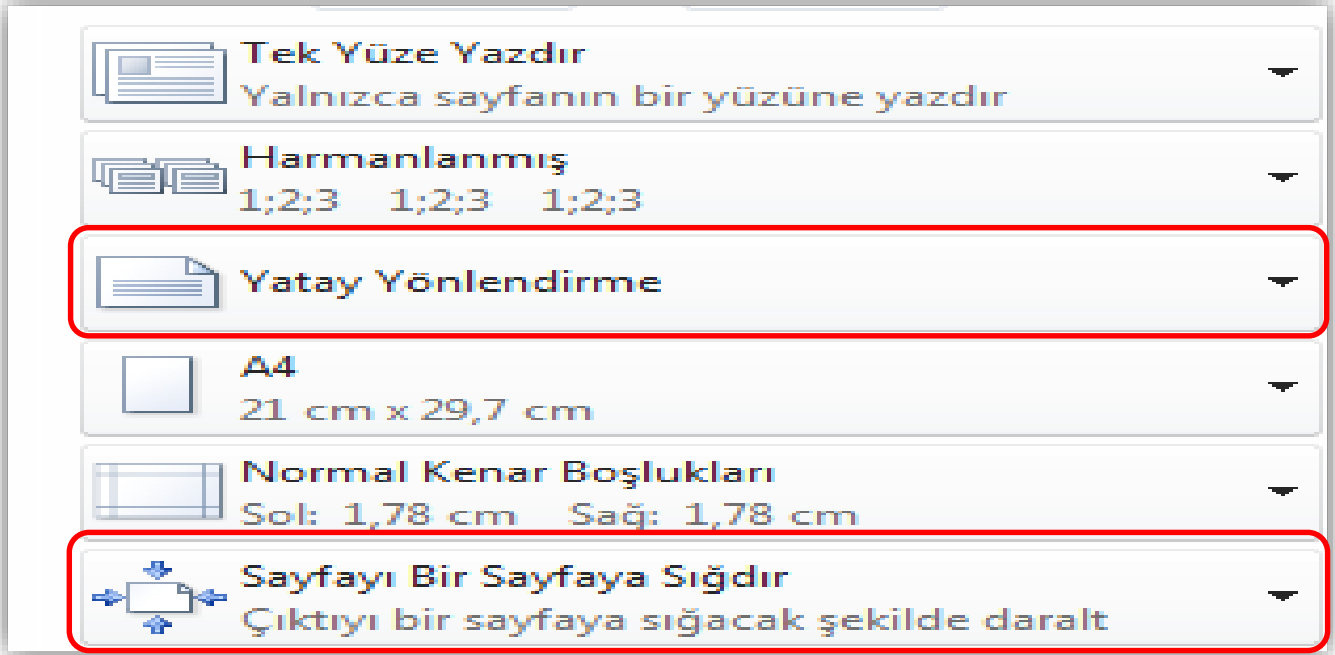 Tek Yüze Yazdır
Yalnızca sayfanın bir yüzüne yazdır
Harmanlanmış
1;2;3 1;2;3 1;2;3
Yatay Yönlendirme
A4
21 cm x 29,7 cm
Normal Kenar Boşlukları
Sol: 1,78 cm Sağ: 1,78 cm
Sayfayı Bir Sayfaya Sığdır
Çıktıyı bir sayfaya sığacak şekilde daralt